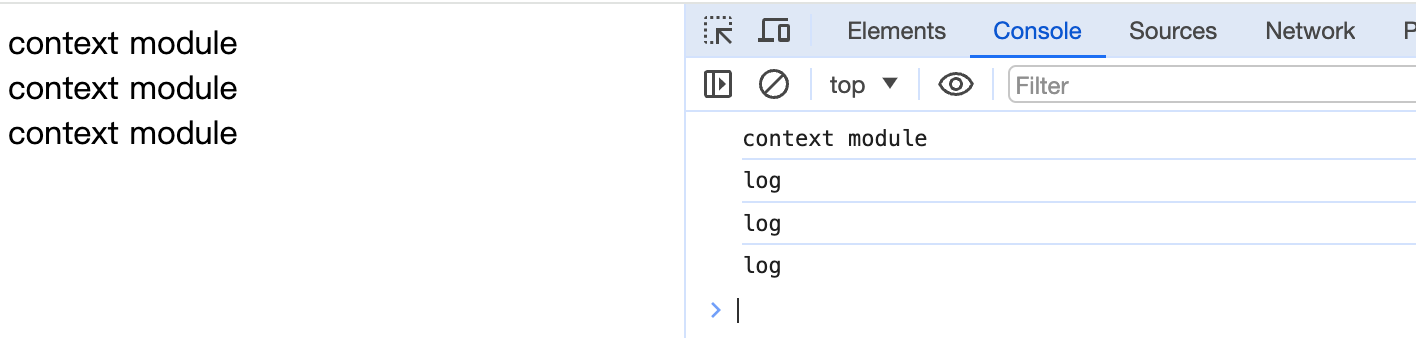 context module
context module
context module
Elements Console Sources Network P
top Filter
context module
log
log
log